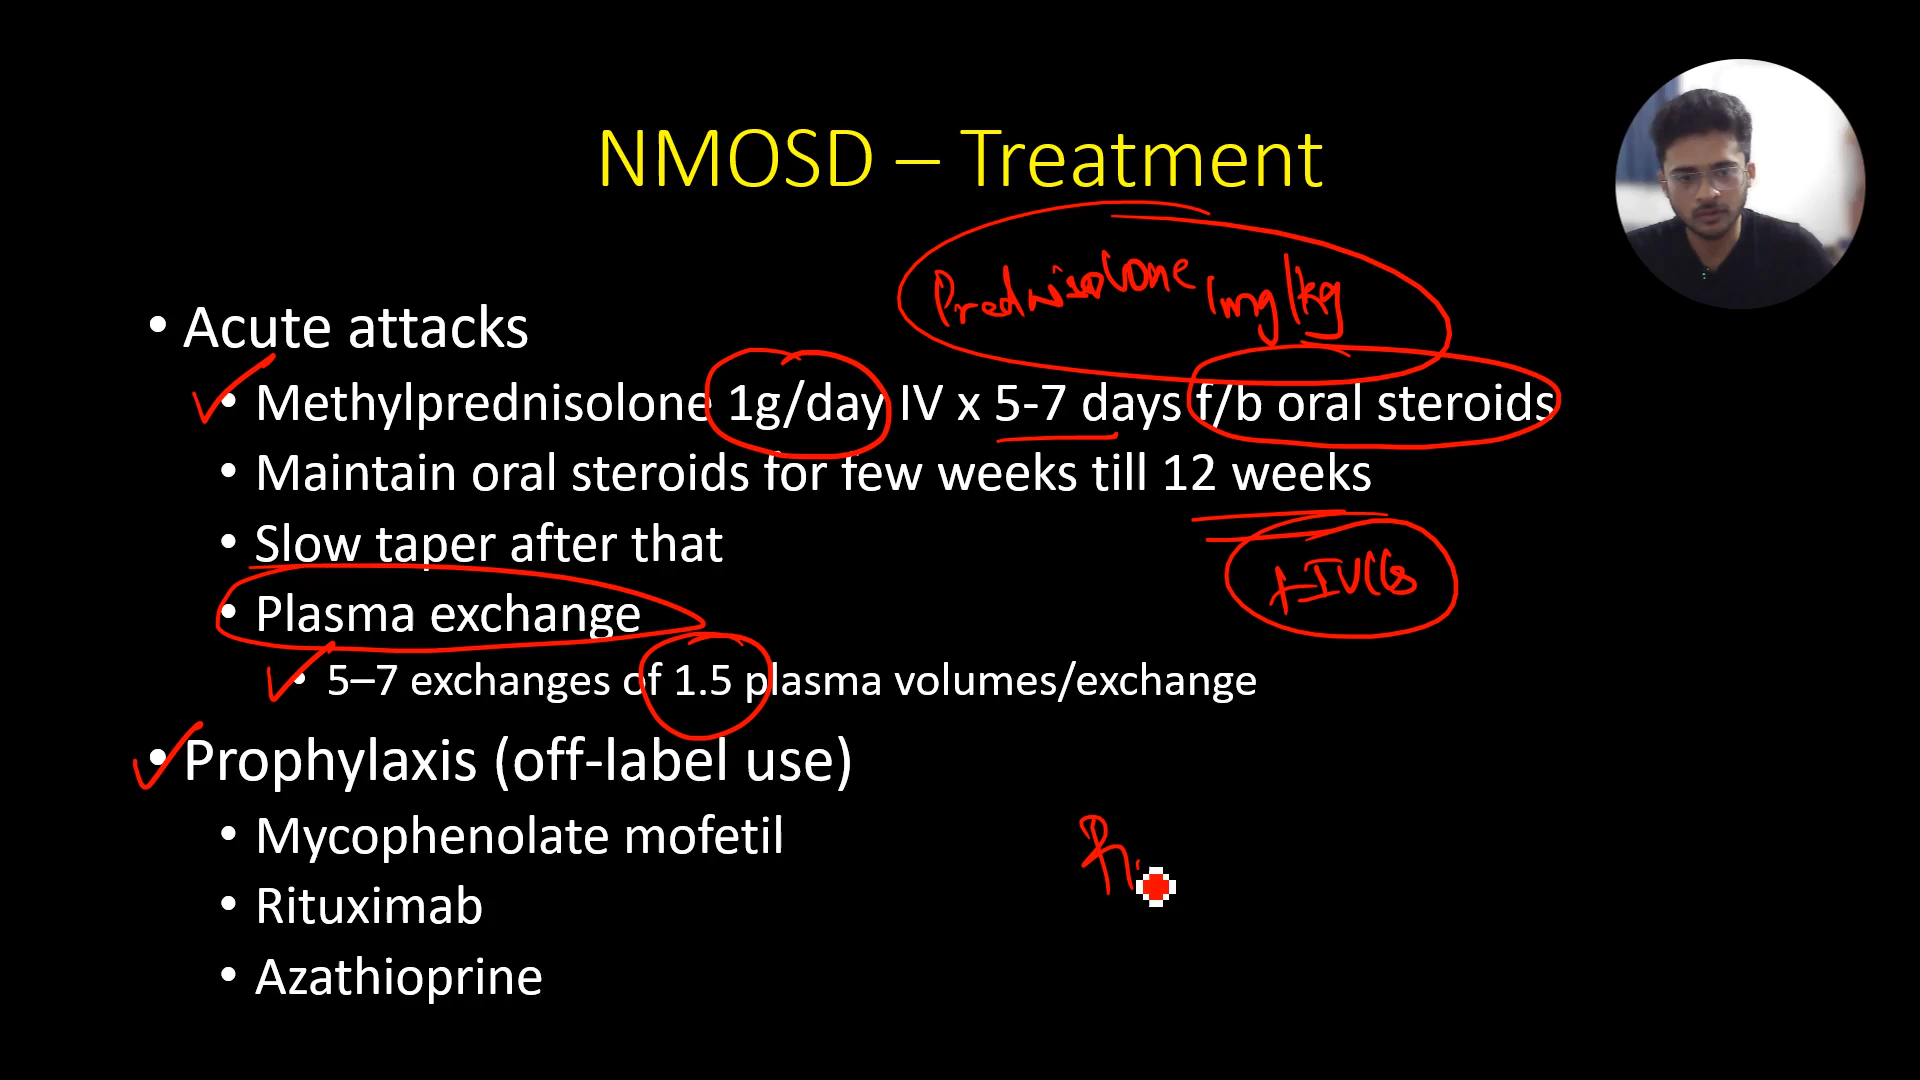 NMOSD – Treatment
Prednisolone 1mg/kg
• Acute attacks
• Methylprednisolone 1g/day IV x 5-7 days f/b oral steroids
• Maintain oral steroids for few weeks till 12 weeks
• Slow taper after that
• Plasma exchange
• 5–7 exchanges of 1.5 plasma volumes/exchange
• Prophylaxis (off-label use)
• Mycophenolate mofetil
• Rituximab
• Azathioprine